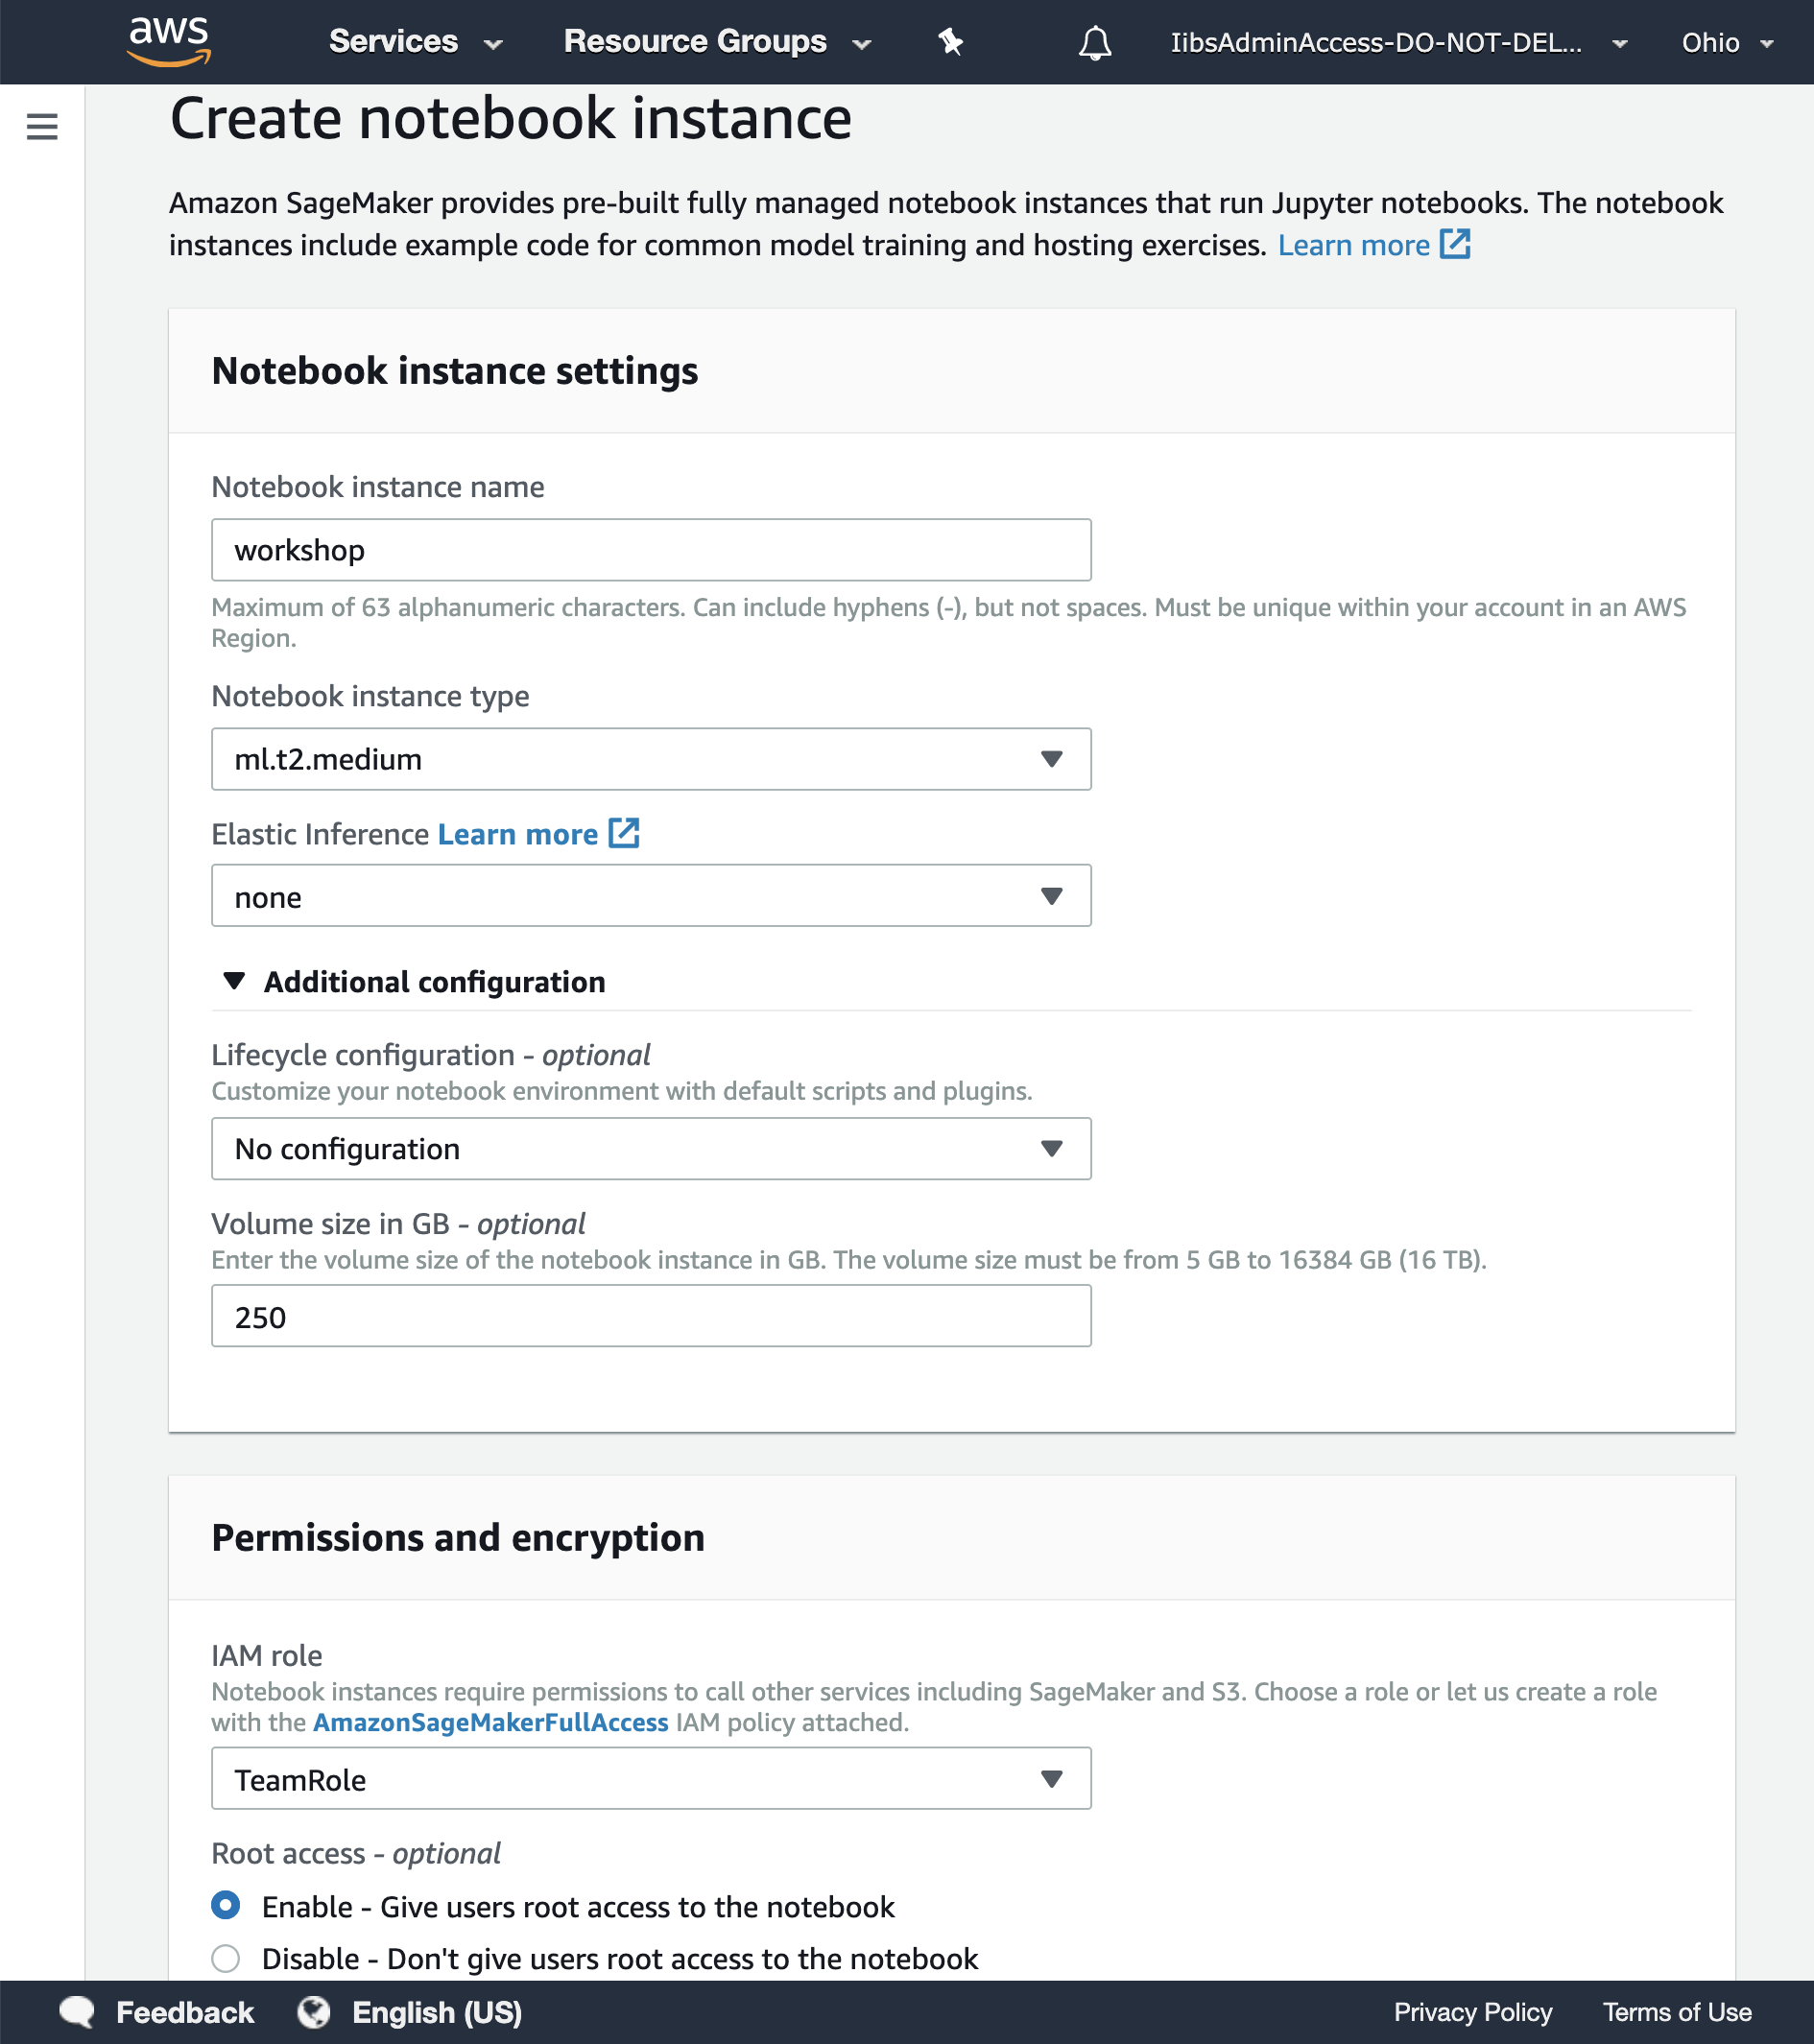 aws Services Resource Groups IibsAdminAccess-DO-NOT-DEL... Ohio
Create notebook instance
Amazon SageMaker provides pre-built fully managed notebook instances that run Jupyter notebooks. The notebook
instances include example code for common model training and hosting exercises. Learn more
Notebook instance settings
Notebook instance name
workshop
Maximum of 63 alphanumeric characters. Can include hyphens (-), but not spaces. Must be unique within your account in an AWS
Region.
Notebook instance type
ml.t2.medium
Elastic Inference Learn more
none
Additional configuration
Lifecycle configuration - optional
Customize your notebook environment with default scripts and plugins.
No configuration
Volume size in GB - optional
Enter the volume size of the notebook instance in GB. The volume size must be from 5 GB to 16384 GB (16 TB).
250
Permissions and encryption
IAM role
Notebook instances require permissions to call other services including SageMaker and S3. Choose a role or let us create a role
with the AmazonSageMakerFullAccess IAM policy attached.
TeamRole
Root access - optional
Enable - Give users root access to the notebook
Disable - Don't give users root access to the notebook
Feedback English (US) Privacy Policy Terms of Use